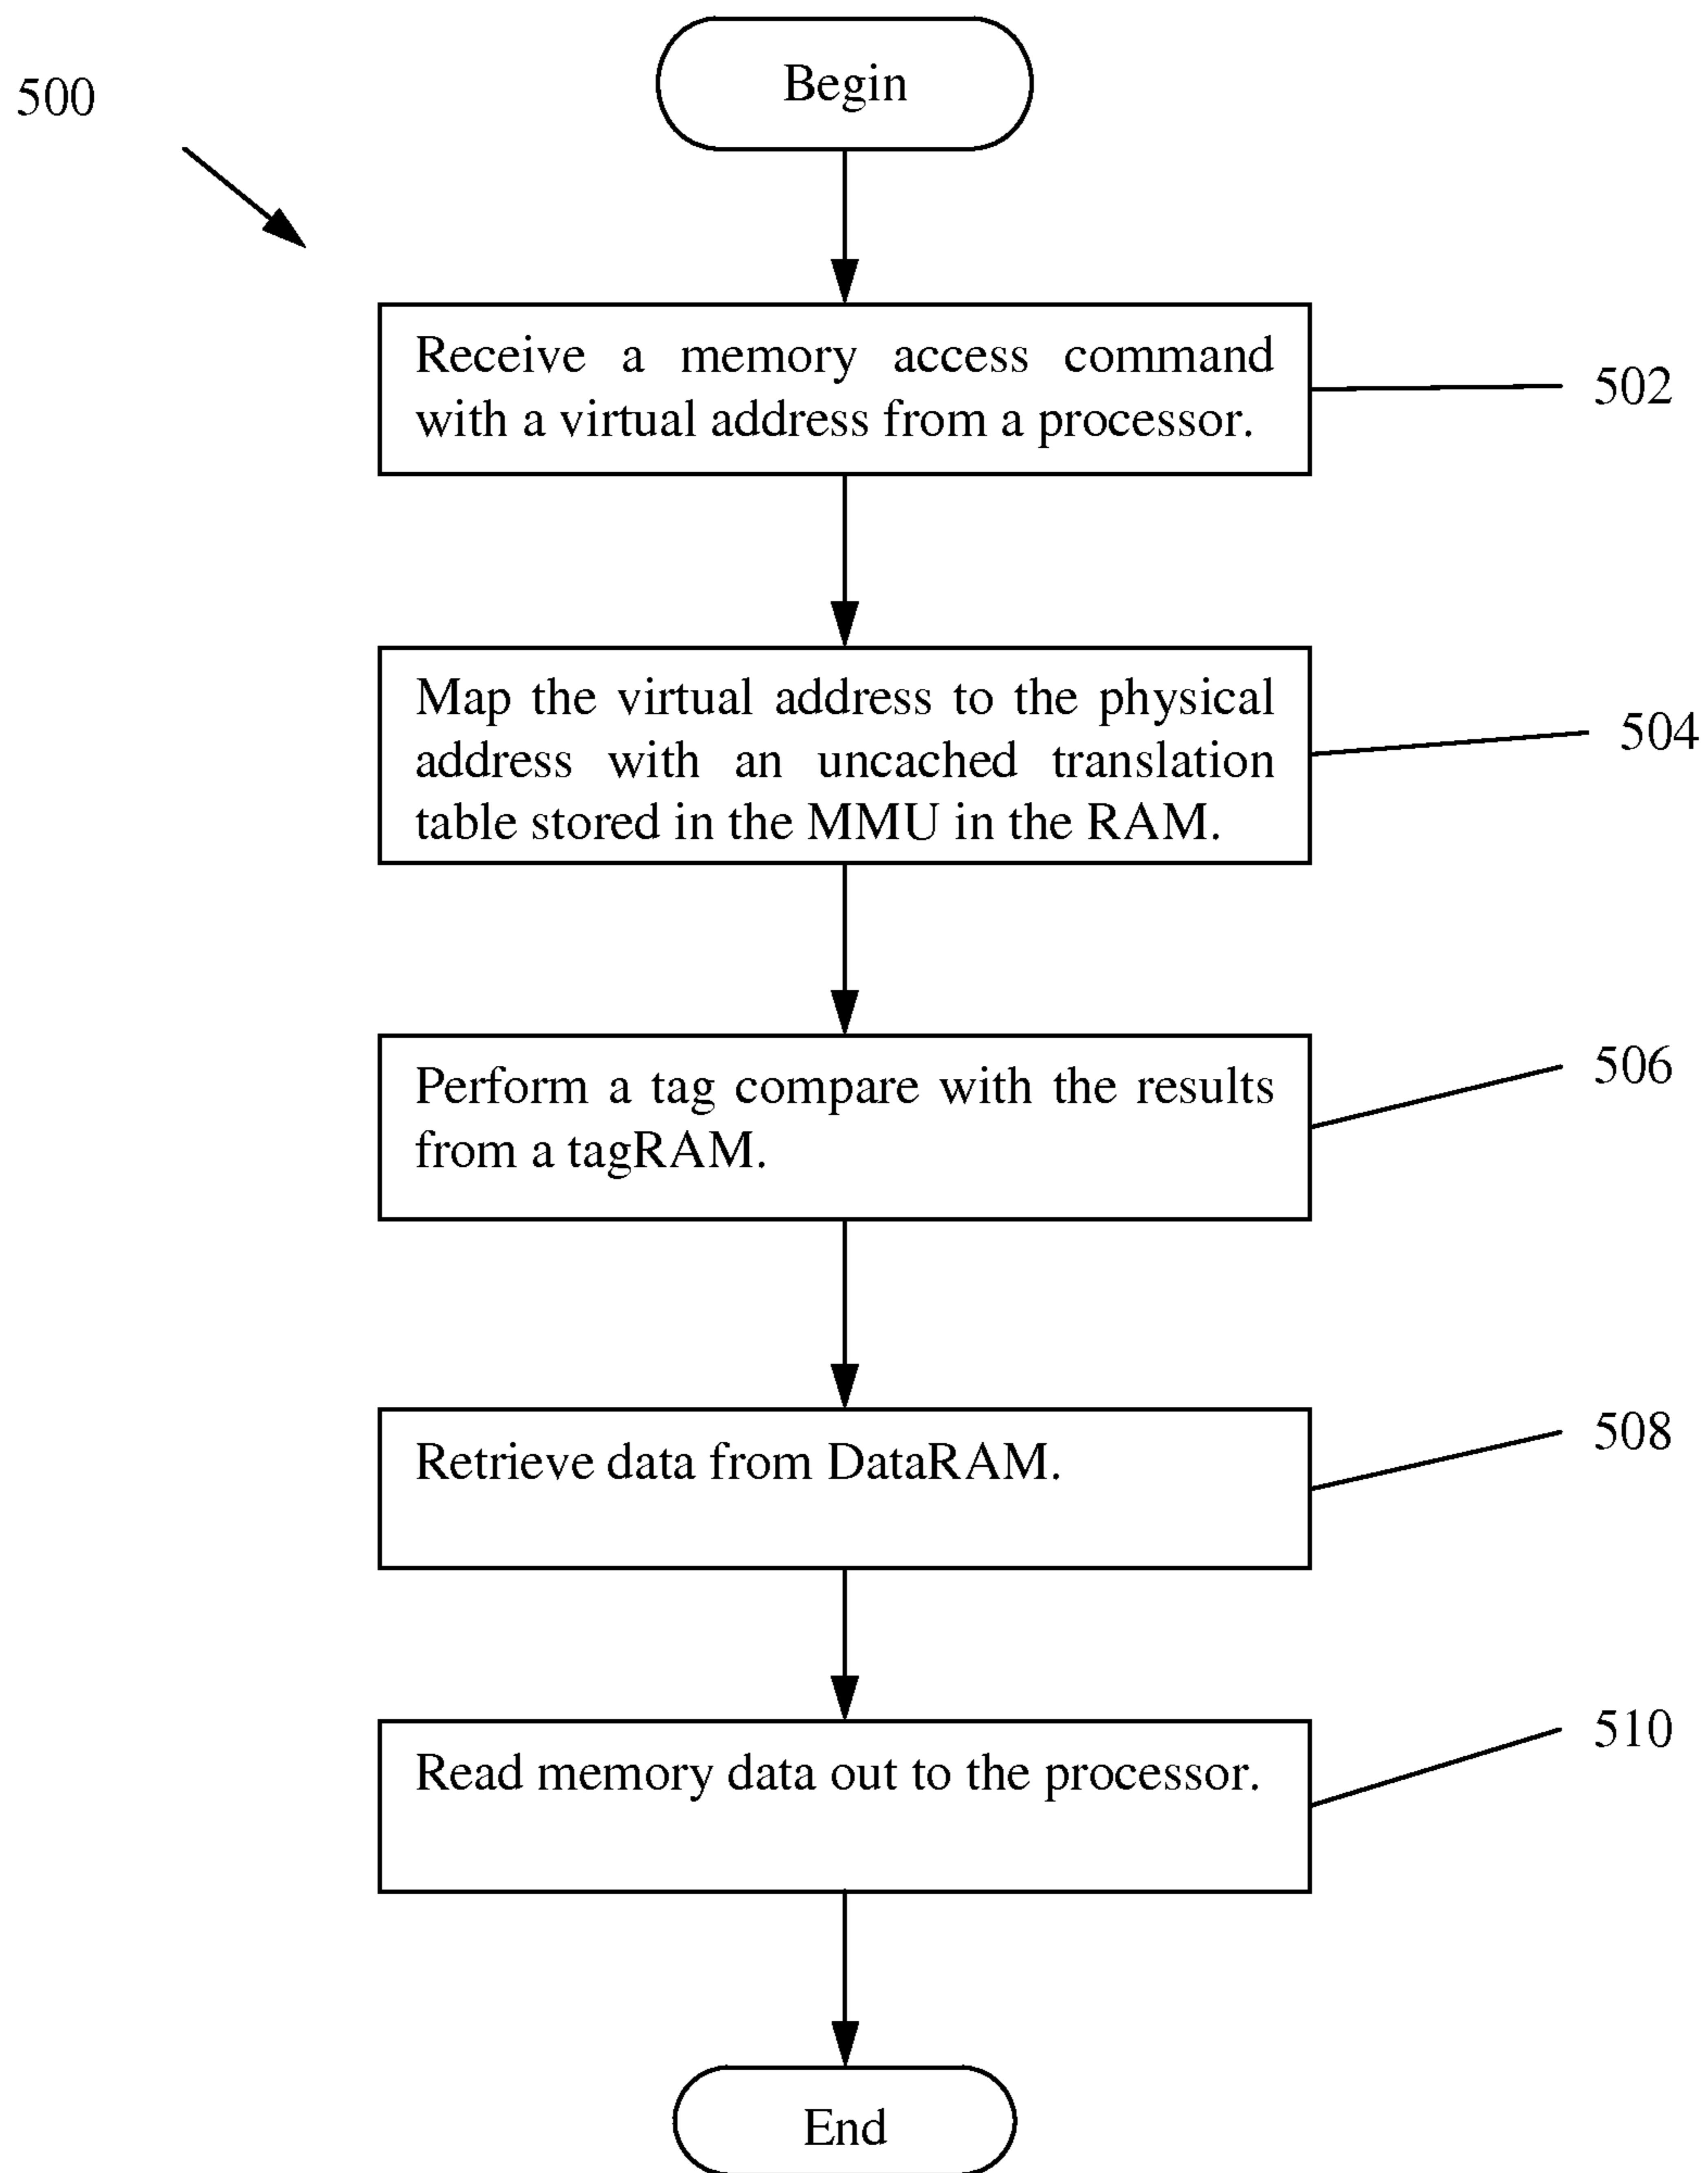 500
Begin
Receive a memory access command
with a virtual address from a processor.
502
Map the virtual address to the physical
address with an uncached translation
table stored in the MMU in the RAM.
504
Perform a tag compare with the results
from a tagRAM.
506
Retrieve data from DataRAM.
508
Read memory data out to the processor.
510
End